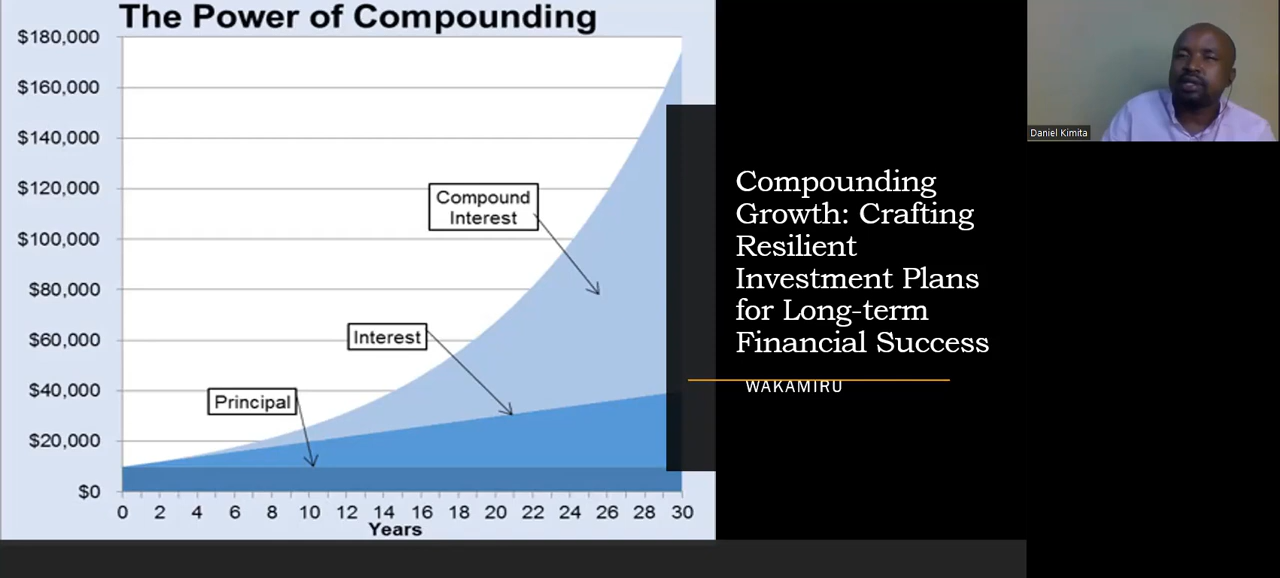 The Power of Compounding
$180,000
$160,000
$140,000
$120,000
$100,000
$80,000
$60,000
$40,000
$20,000
$0
Compound
Interest
Interest
Principal
0 2 4 6 8 10 12 14 16 18 20 22 24 26 28 30
Years
Compounding
Growth: Crafting
Resilient
Investment Plans
for Long-term
Financial Success
WAKAMIRU
Daniel Kimita